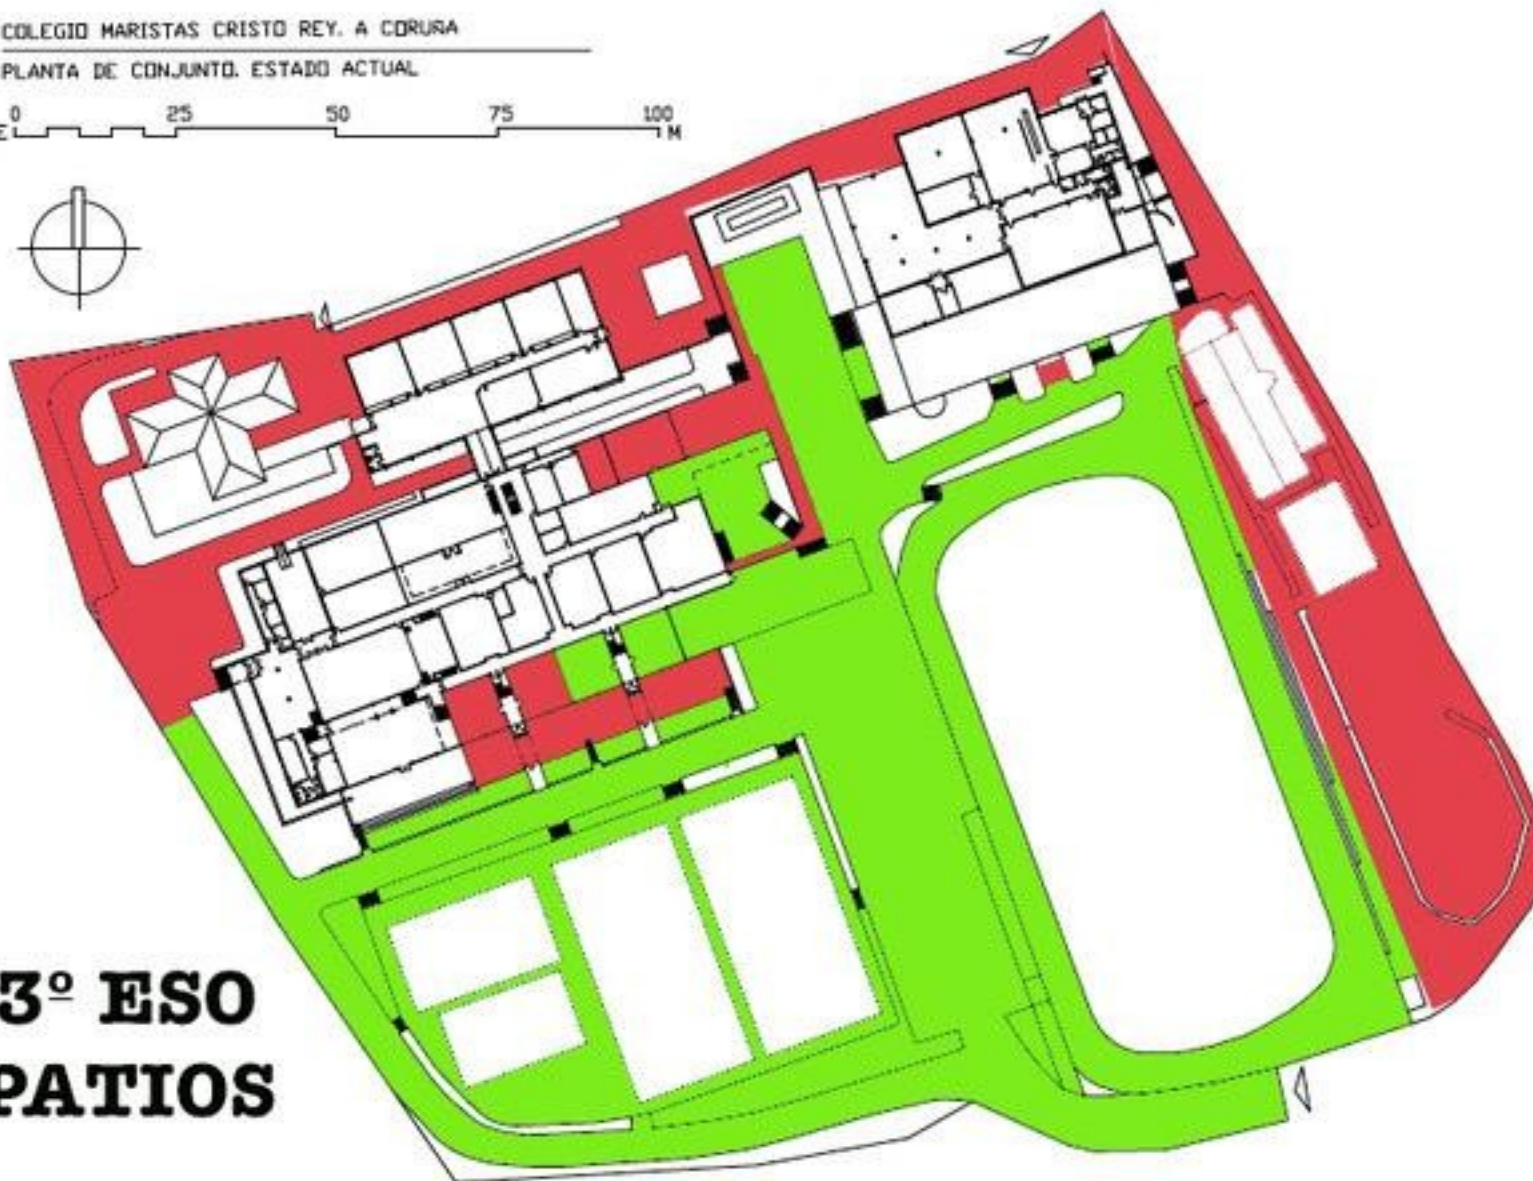 COLEGIO MARISTAS CRISTO REY. A CORUÑA
PLANTA DE CONJUNTO. ESTADO ACTUAL
0 25 50 75 100
E M
3º ESO
PATIOS